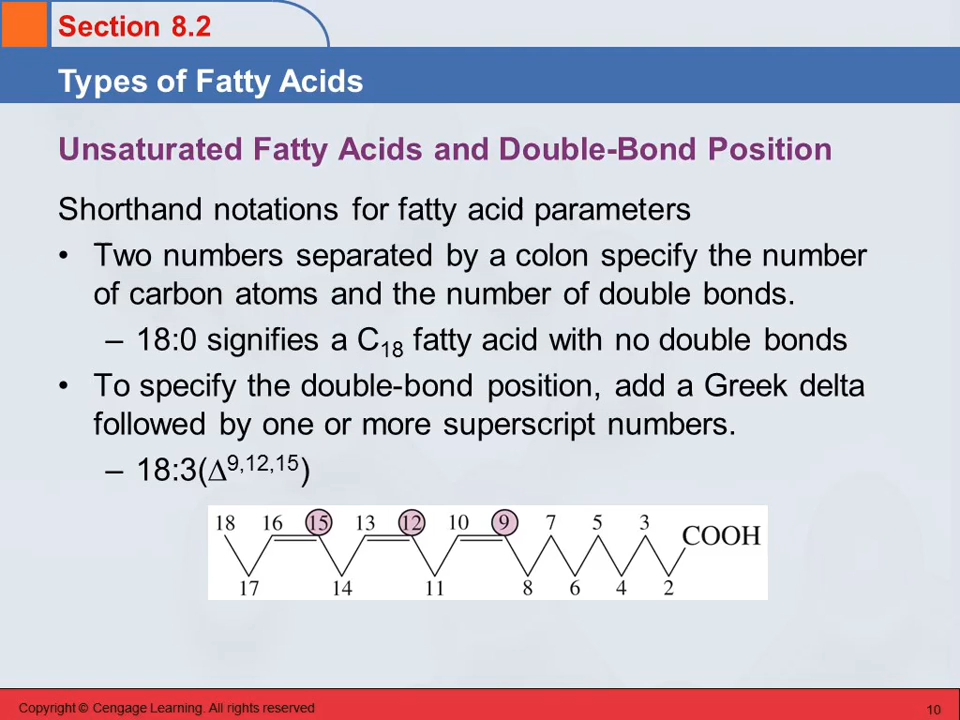 Section 8.2
Types of Fatty Acids
Unsaturated Fatty Acids and Double-Bond Position
Shorthand notations for fatty acid parameters
• Two numbers separated by a colon specify the number
of carbon atoms and the number of double bonds.
– 18:0 signifies a C₁₈ fatty acid with no double bonds
• To specify the double-bond position, add a Greek delta
followed by one or more superscript numbers.
– 18:3(∆⁹,¹²,¹⁵)
18 16 15 13 12 10 9 7 5 3 COOH
17 14 11 8 6 4 2
Copyright © Cengage Learning. All rights reserved 10